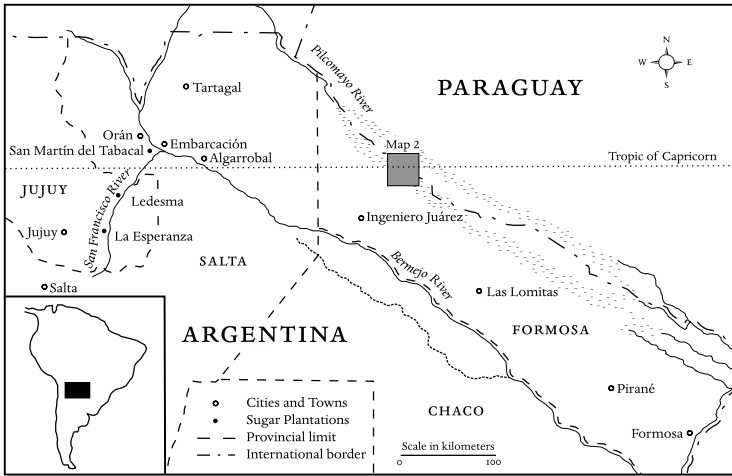 N
W E
S
Pilcomayo River
PARAGUAY
Tartagal
Orán
Embarcación
San Martín del Tabacal
Algarrobal
Map 2
Tropic of Capricorn
JUJUY
San Francisco River
Ledesma
Ingeniero Juárez
Jujuy
La Esperanza
SALTA
Bermejo River
Salta
Las Lomitas
ARGENTINA
FORMOSA
Pirané
Cities and Towns
CHACO
Sugar Plantations
Formosa
Provincial limit
Scale in kilometers
International border
0 100